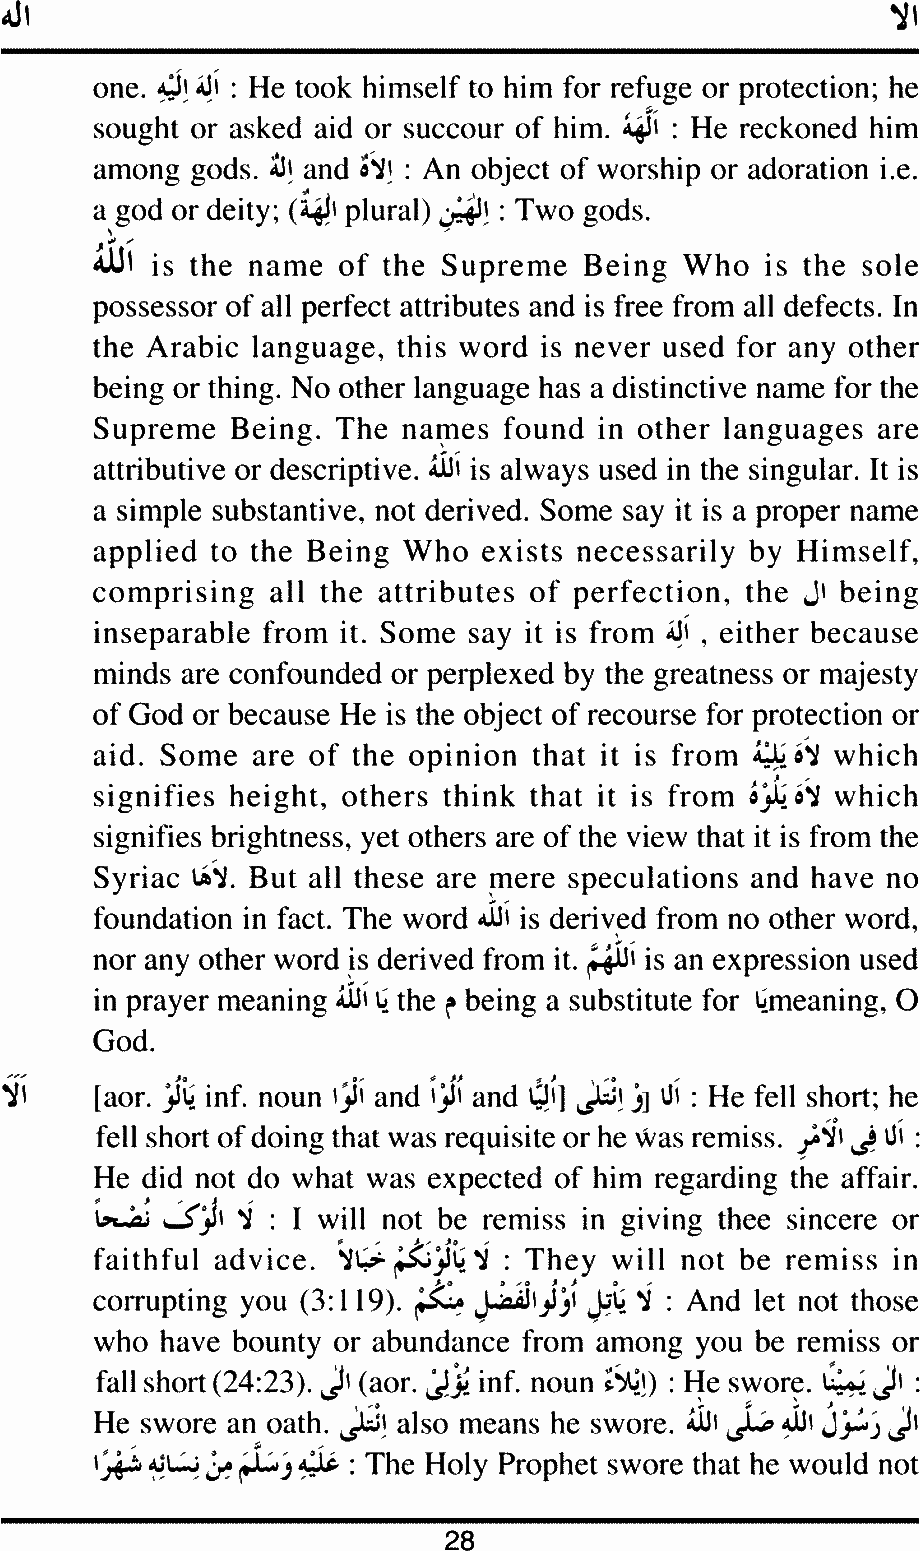 اله الا
one. اَلِهَ اِلَيْهِ : He took himself to him for refuge or protection; he
sought or asked aid or succour of him. اَلَّهَهُ : He reckoned him
among gods. اِلٰهٌ and اِلَاهٌ : An object of worship or adoration i.e.
a god or deity; (اٰلِهَةٌ plural) اِلٰهَيْنِ : Two gods.
اَللّٰهُ is the name of the Supreme Being Who is the sole
possessor of all perfect attributes and is free from all defects. In
the Arabic language, this word is never used for any other
being or thing. No other language has a distinctive name for the
Supreme Being. The names found in other languages are
attributive or descriptive. اَللّٰهُ is always used in the singular. It is
a simple substantive, not derived. Some say it is a proper name
applied to the Being Who exists necessarily by Himself,
comprising all the attributes of perfection, the ال being
inseparable from it. Some say it is from اَلِهَ , either because
minds are confounded or perplexed by the greatness or majesty
of God or because He is the object of recourse for protection or
aid. Some are of the opinion that it is from لَاهَ يَلِيْهُ which
signifies height, others think that it is from لَاهَ يَلُوْهُ which
signifies brightness, yet others are of the view that it is from the
Syriac لَاهَا. But all these are mere speculations and have no
foundation in fact. The word اَللّٰه is derived from no other word,
nor any other word is derived from it. اَللّٰهُمَّ is an expression used
in prayer meaning يَا اَللّٰهُ the م being a substitute for يَاmeaning, O
God.
اَلَا [aor. يَأْلُوْ inf. noun اَلْوًا and اُلُوًّا and اَلِيًّا] اِئْتَلٰى [وْ اَلَا : He fell short; he
fell short of doing that was requisite or he was remiss. اَلَا فِى الْاَمْرِ :
He did not do what was expected of him regarding the affair.
لَا اٰلُوْکَ نُصْحاً : I will not be remiss in giving thee sincere or
faithful advice. لَا يَأْلُوْنَكُمْ خَبَالاً : They will not be remiss in
corrupting you (3:119). لَا يَاْتَلِ اُولُوا الْفَضْلِ مِنْكُمْ : And let not those
who have bounty or abundance from among you be remiss or
fall short (24:23). اٰلٰى (aor. يُؤْلِىْ inf. noun اِيْلَاءٌ) : He swore. اٰلٰى يَمِيْنًا :
He swore an oath. اِئْتَلٰى also means he swore. اٰلٰى رَسُوْلُ اللّٰهِ صَلَّى اللّٰهُ
عَلَيْهِ وَسَلَّمَ مِنْ نِسَائِهِ شَهْرًا : The Holy Prophet swore that he would not
28